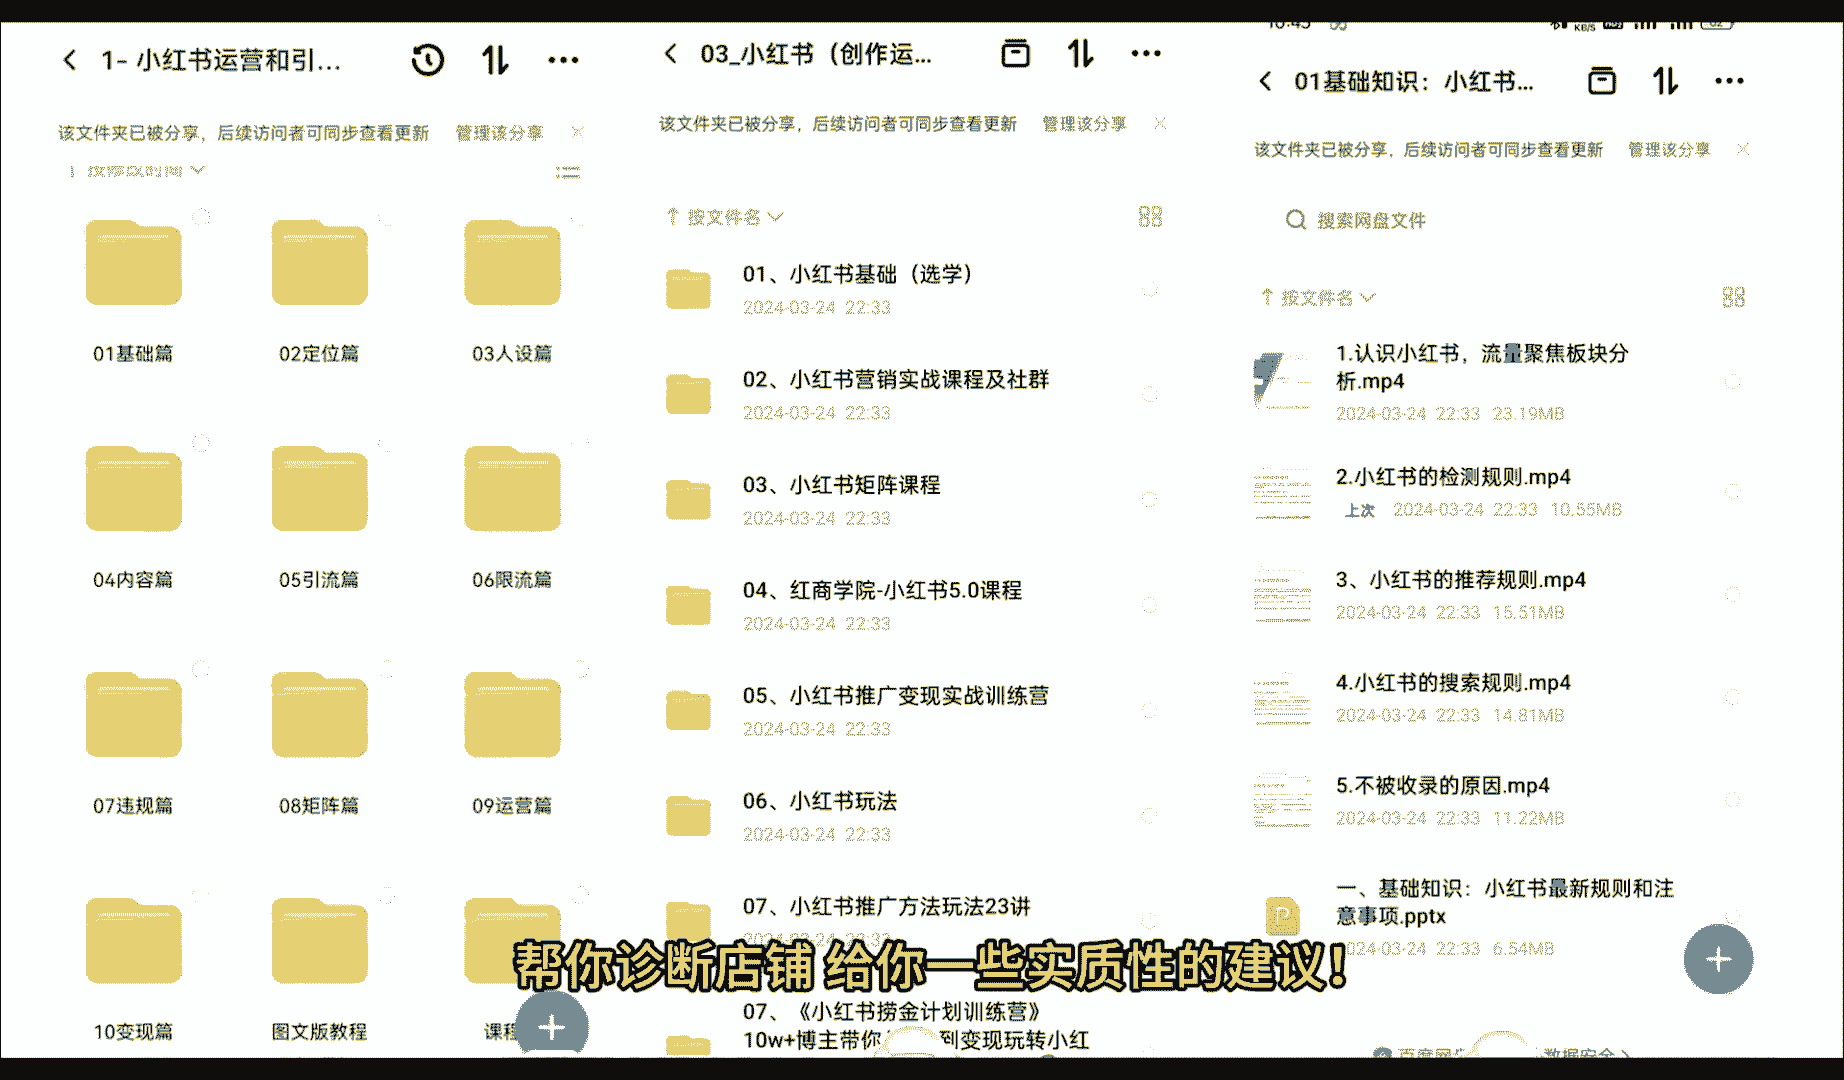 1- 小红书运营和引...
该文件夹已被分享，后续访问者可同步查看更新 管理该分享
01基础篇 02定位篇 03人设篇
04内容篇 05引流篇 06限流篇
07违规篇 08矩阵篇 09运营篇
10变现篇 图文版教程 课程
03_小红书（创作运...
该文件夹已被分享，后续访问者可同步查看更新 管理该分享
按文件名
01、小红书基础（选学）
2024-03-24 22:33
02、小红书营销实战课程及社群
2024-03-24 22:33
03、小红书矩阵课程
2024-03-24 22:33
04、红商学院-小红书5.0课程
2024-03-24 22:33
05、小红书推广变现实战训练营
2024-03-24 22:33
06、小红书玩法
2024-03-24 22:33
07、小红书推广方法玩法23讲
07、《小红书捞金计划训练营》
10w+博主带你 到变现玩转小红
01基础知识：小红书...
该文件夹已被分享，后续访问者可同步查看更新 管理该分享
搜索网盘文件
按文件名
1.认识小红书，流量聚焦板块分
析.mp4
2024-03-24 22:33 23.19MB
2.小红书的检测规则.mp4
上次 2024-03-24 22:33 10.55MB
3、小红书的推荐规则.mp4
2024-03-24 22:33 15.51MB
4.小红书的搜索规则.mp4
2024-03-24 22:33 14.81MB
5.不被收录的原因.mp4
2024-03-24 22:33 11.22MB
一、基础知识：小红书最新规则和注
意事项.pptx
2024-03-24 22:33 6.54MB
帮你诊断店铺 给你一些实质性的建议！